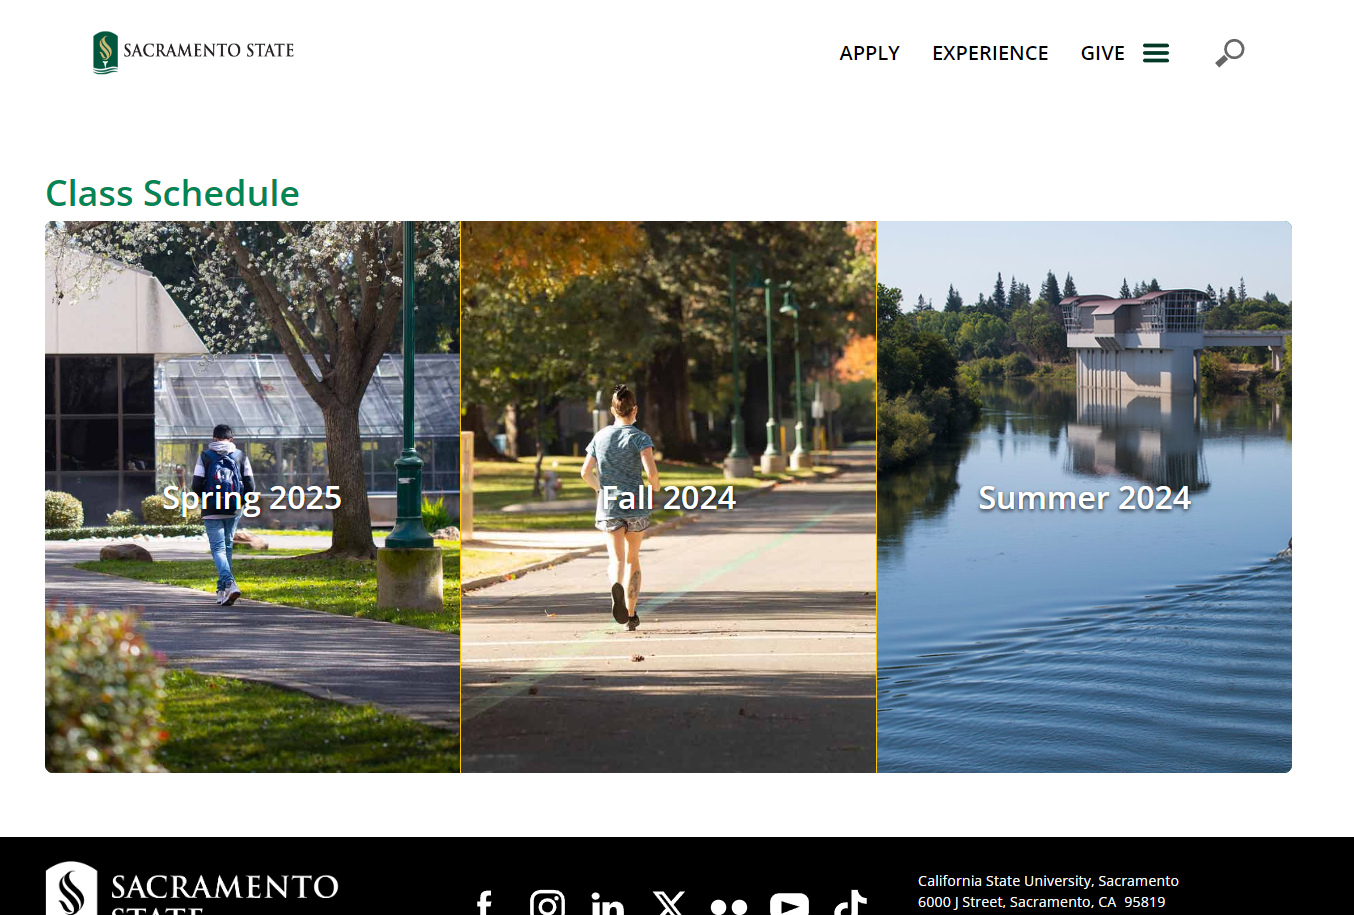 SACRAMENTO STATE
APPLY
EXPERIENCE
GIVE
Class Schedule
Spring 2025
Fall 2024
Summer 2024
SACRAMENTO
STATE
California State University, Sacramento
6000 J Street, Sacramento, CA 95819